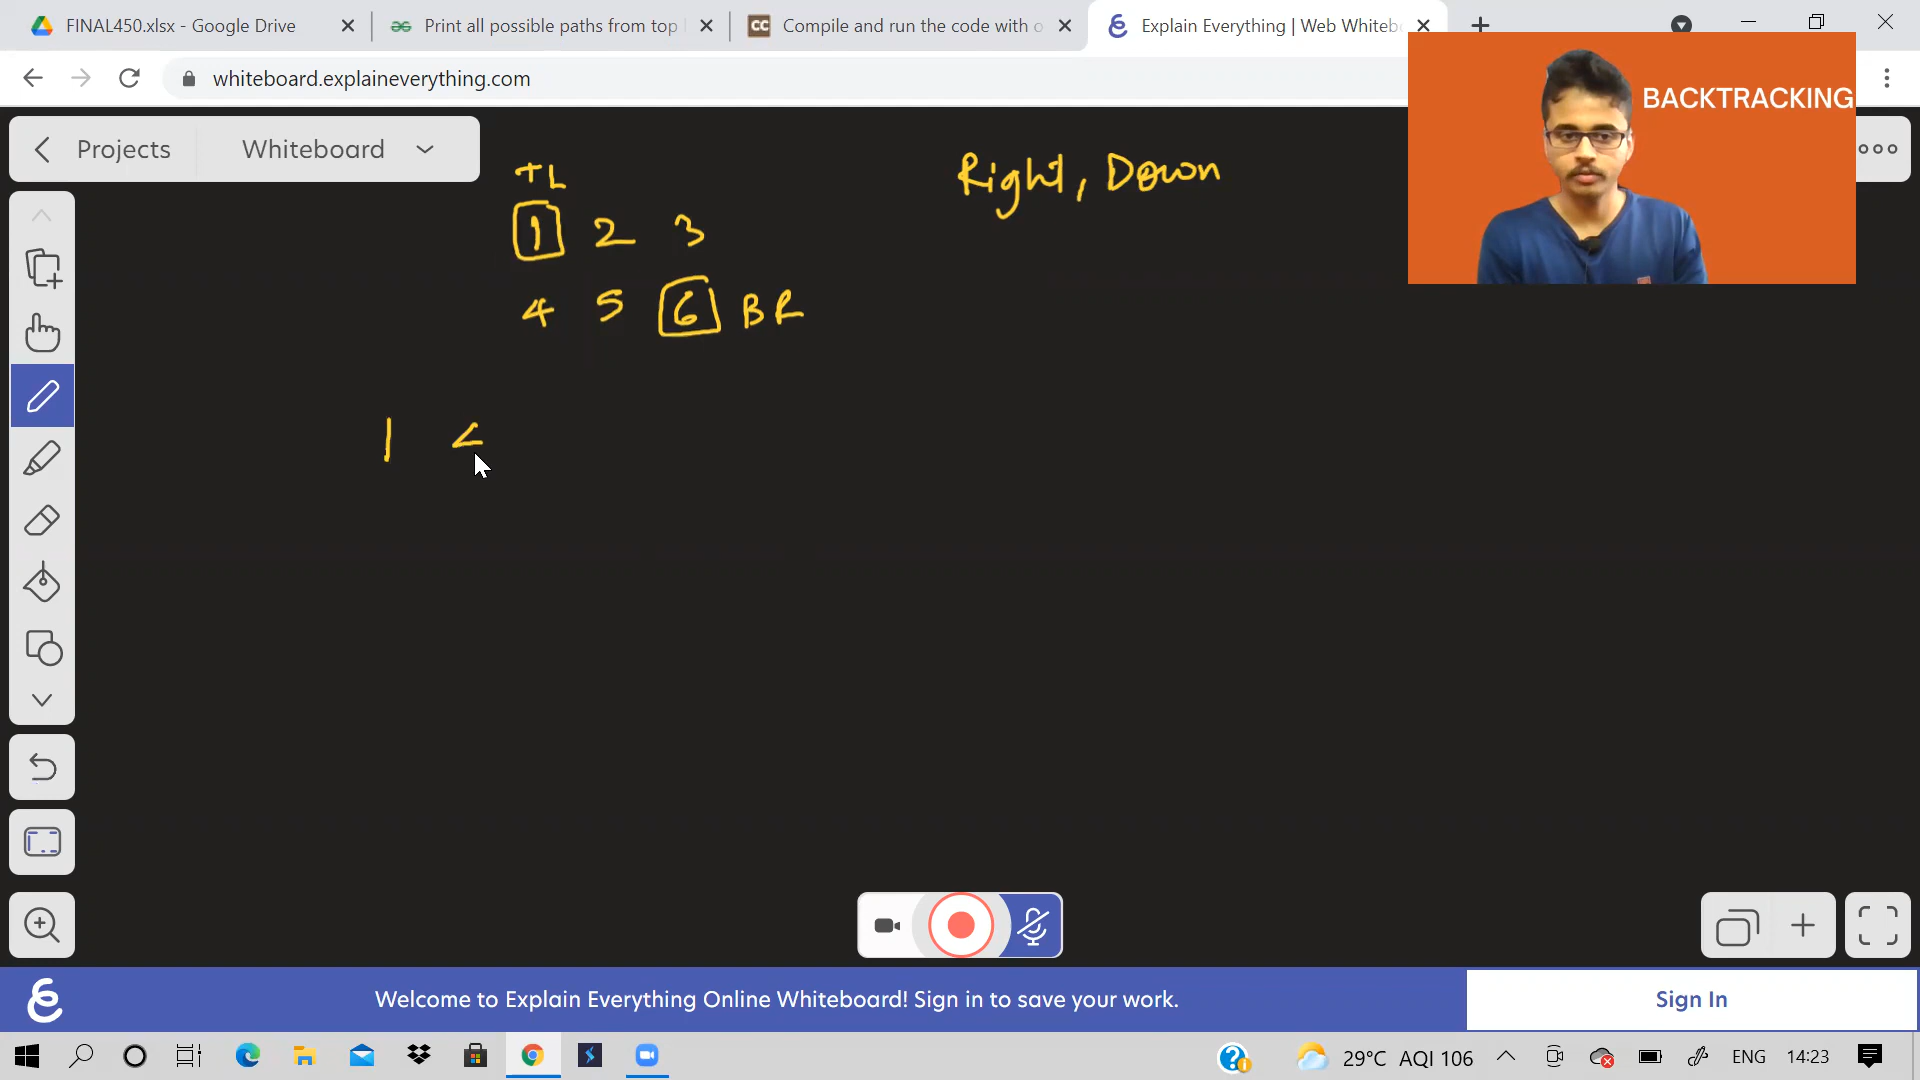 FINAL450.xlsx - Google Drive
Print all possible paths from top
Compile and run the code with o
Explain Everything | Web Whiteb
whiteboard.explaineverything.com
BACKTRACKING
Projects
Whiteboard
TL
Right, Down
1 2 3
4 5 6 BR
1
Welcome to Explain Everything Online Whiteboard! Sign in to save your work.
Sign In
29°C AQI 106
ENG
14:23